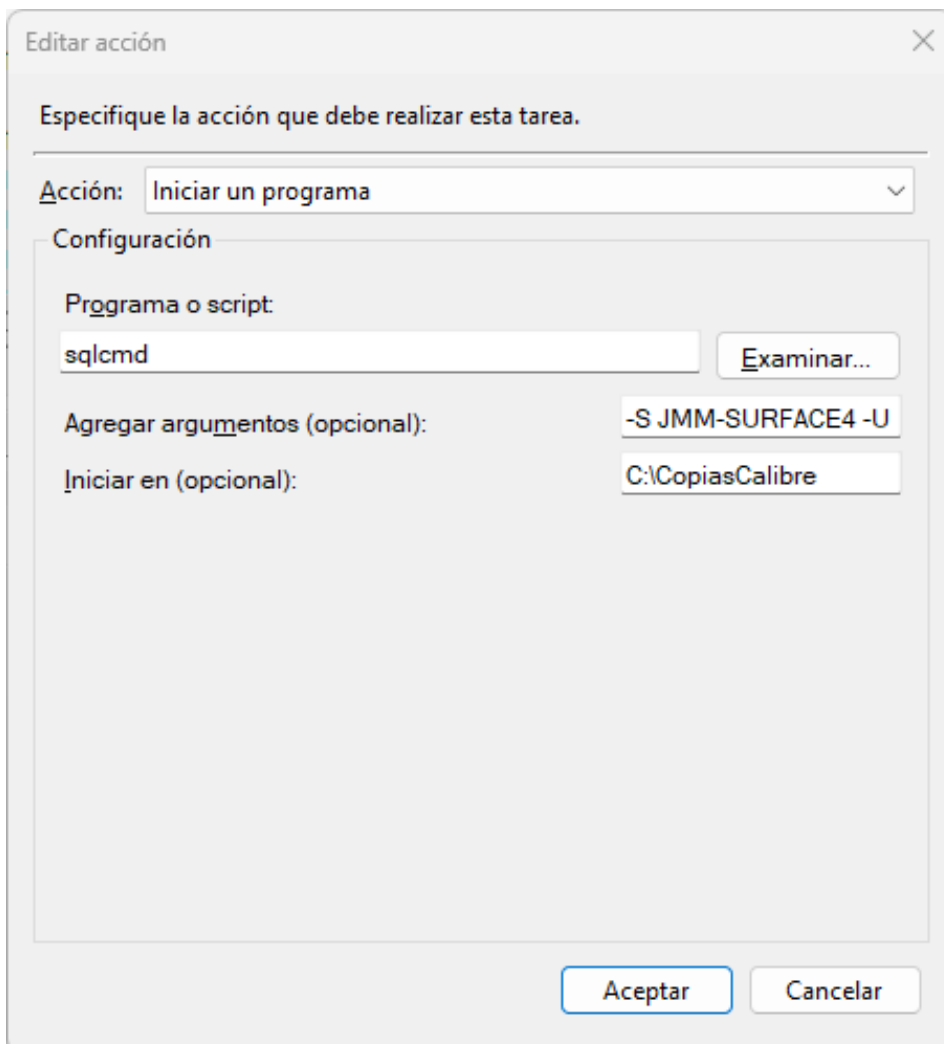 Editar acción
Especifique la acción que debe realizar esta tarea.
Acción: Iniciar un programa
Configuración
Programa o script:
sqlcmd Examinar...
Agregar argumentos (opcional): -S JMM-SURFACE4 -U
Iniciar en (opcional): C:\CopiasCalibre
Aceptar Cancelar